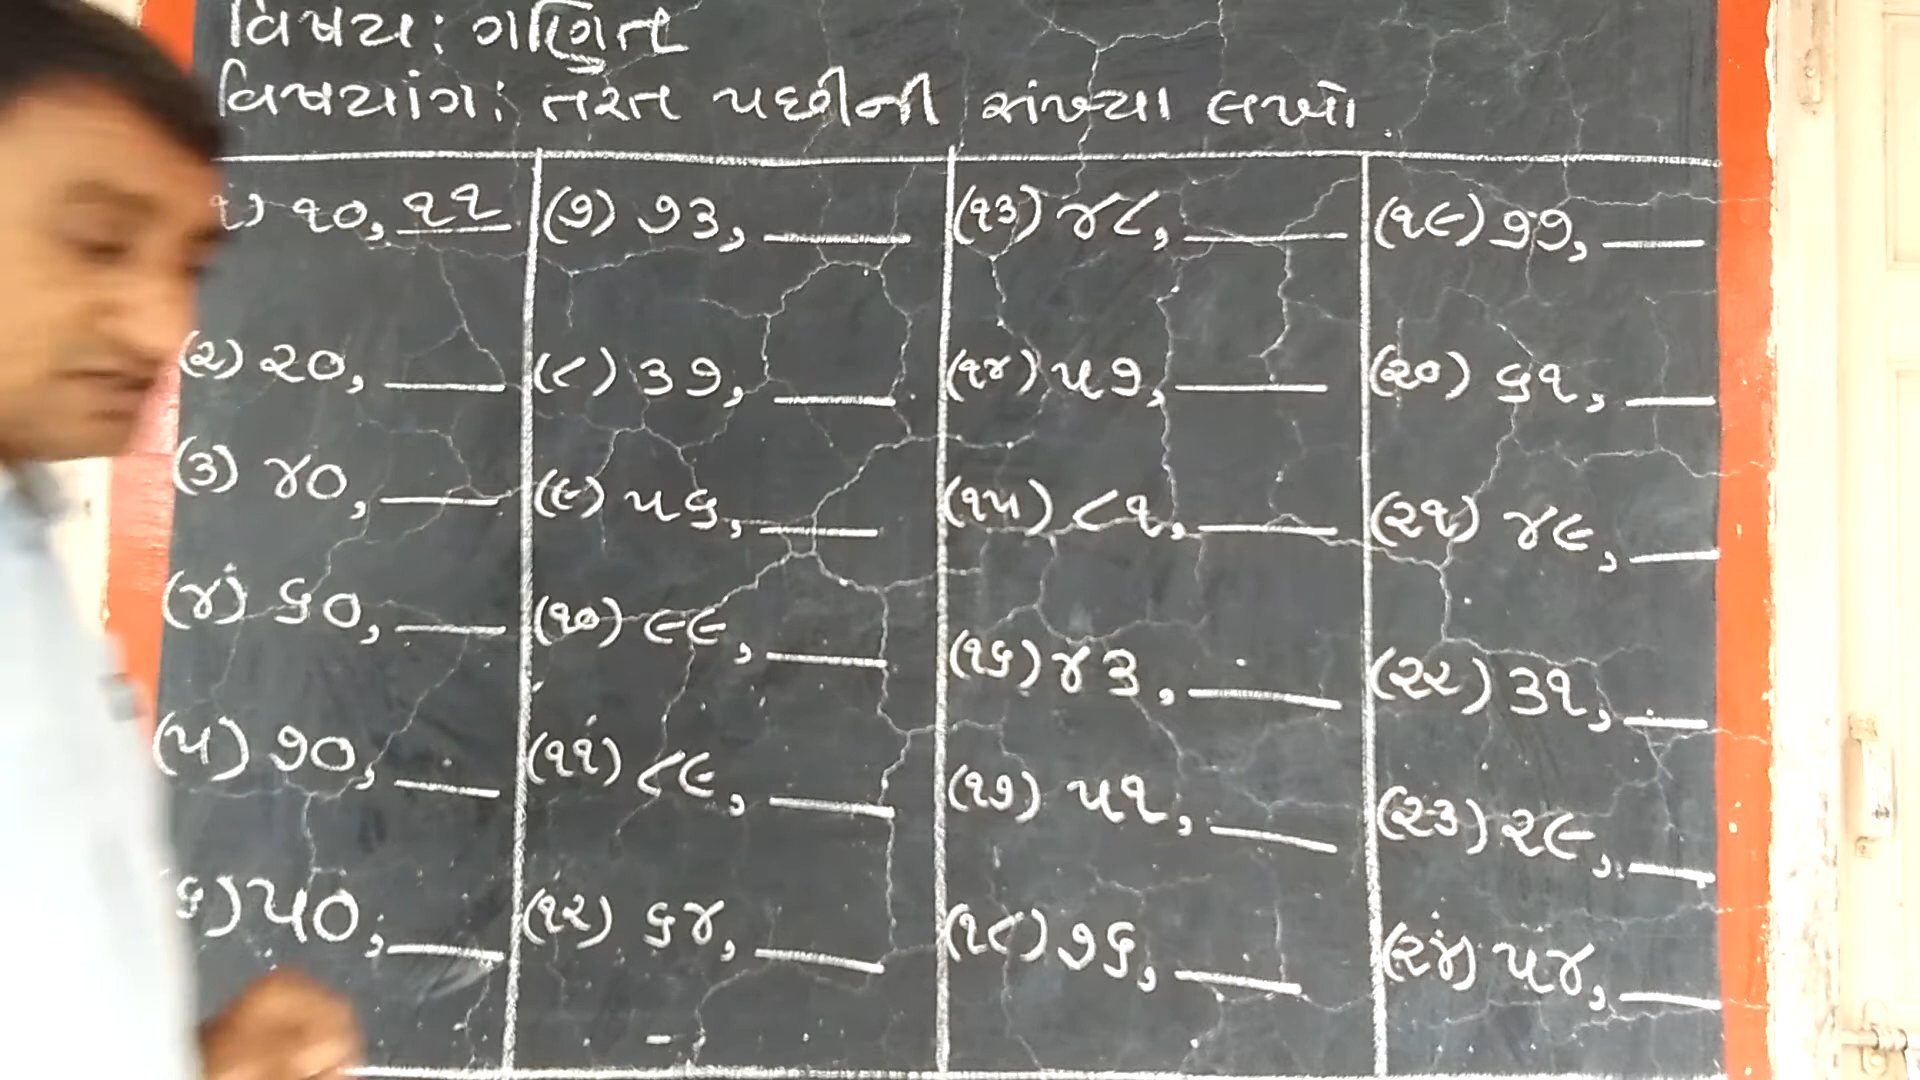 વિષય: ગણિત
વિષયાંગ: તરત પછીની સંખ્યા લખો.
૧) ૧૦, ૧૧
(૨) ૨૦, ____
(૩) ૪૦, ____
(૪) ૬૦, ____
(૫) ૭૦, ____
૬) ૫૦, ____
(૭) ૭૩, ____
(૮) ૩૭, ____
(૯) ૫૬, ____
(૧૦) ૯૯, ____
(૧૧) ૮૯, ____
(૧૨) ૬૪, ____
(૧૩) ૪૮, ____
(૧૪) ૫૭, ____
(૧૫) ૮૧, ____
(૧૬) ૪૩, ____
(૧૭) ૫૧, ____
(૧૮) ૭૬, ____
(૧૯) ૭૭, ____
(૨૦) ૬૧, ____
(૨૧) ૪૯, ____
(૨૨) ૩૧, ____
(૨૩) ૨૯, ____
(૨૪) ૫૪, ____